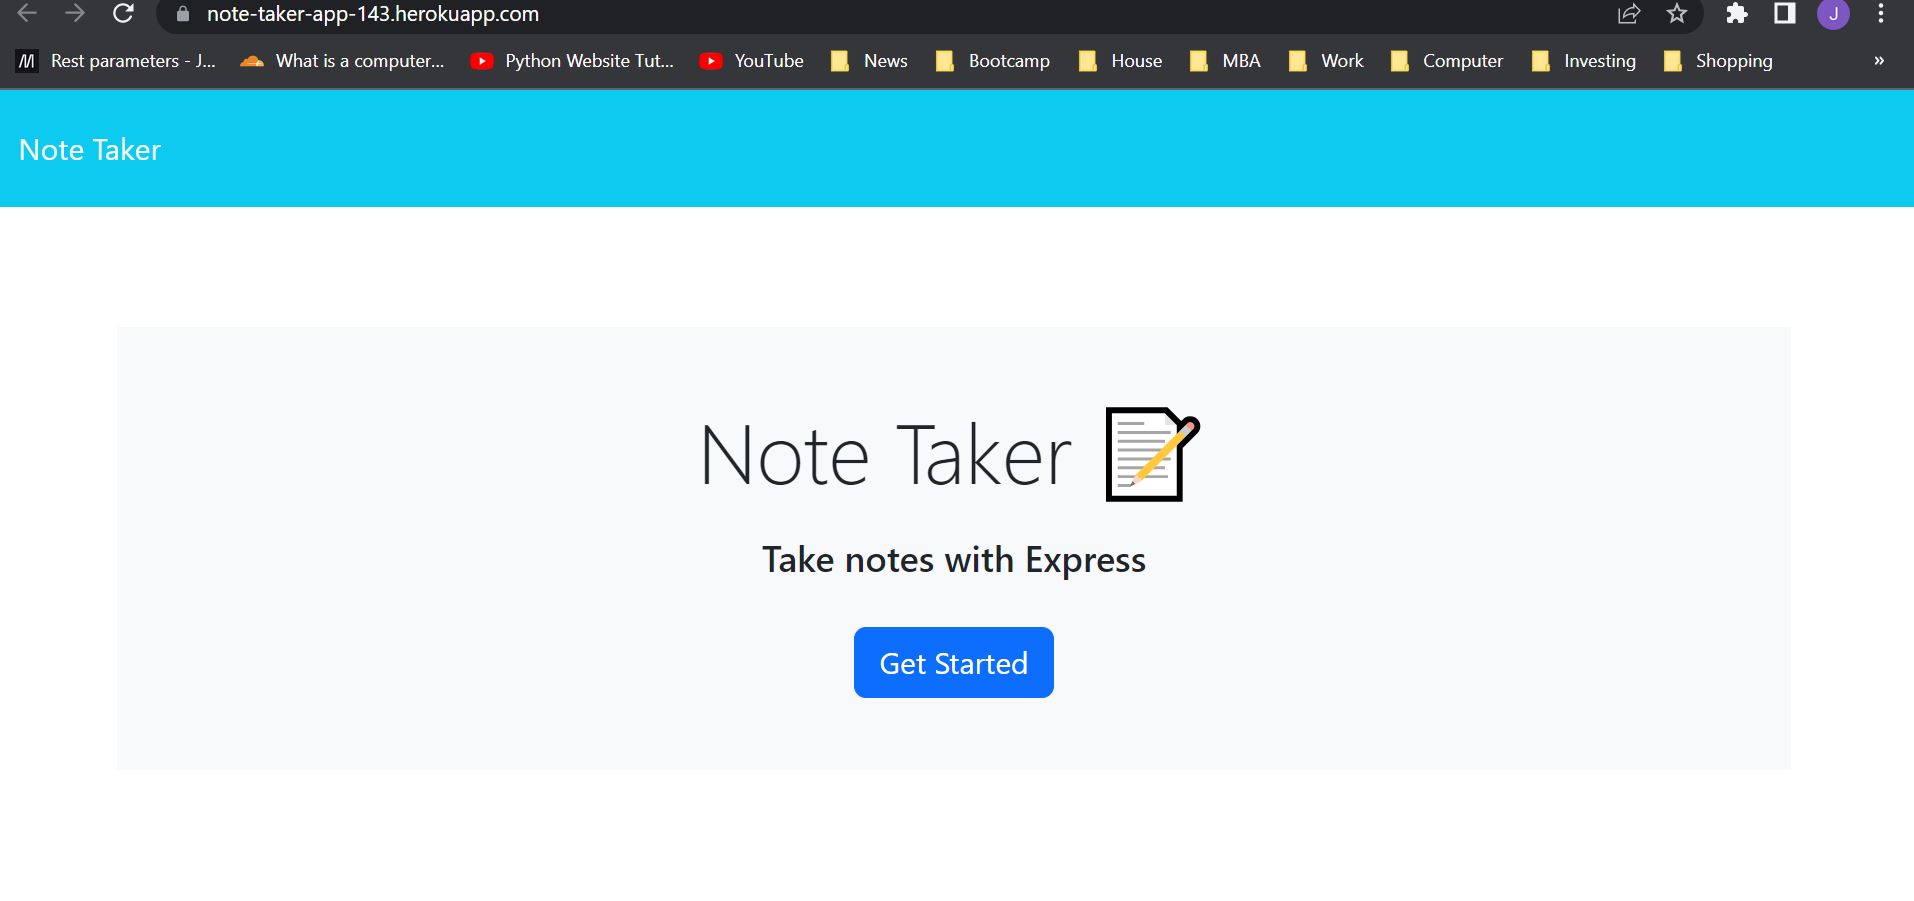 note-taker-app-143.herokuapp.com
J
Rest parameters - J... What is a computer... Python Website Tut... YouTube News Bootcamp House MBA Work Computer Investing Shopping »
Note Taker
Note Taker
Take notes with Express
Get Started